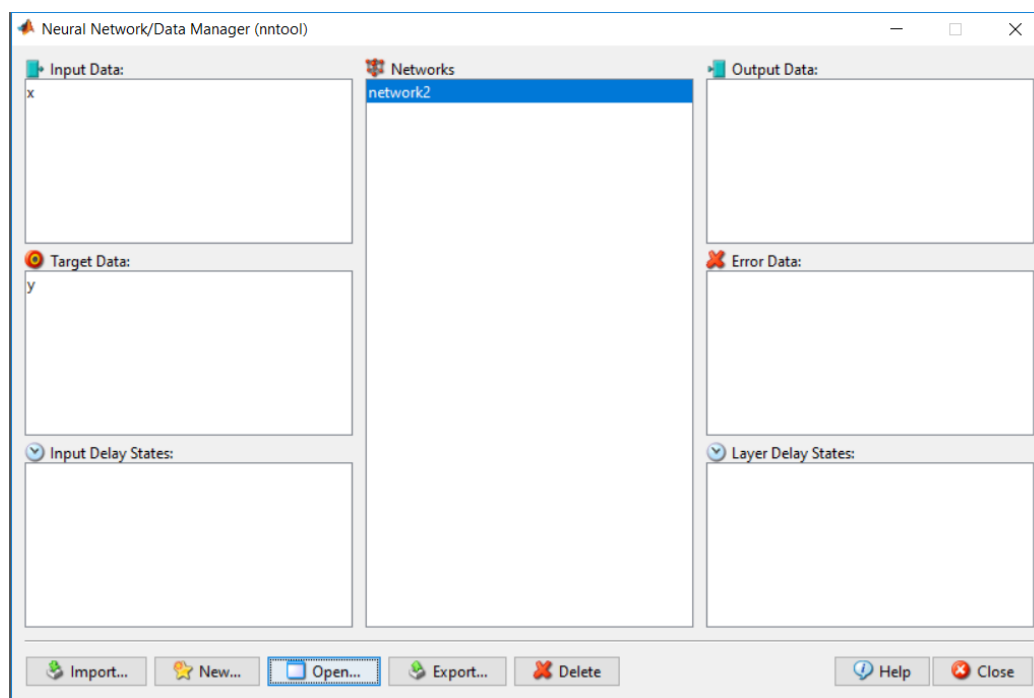 Neural Network/Data Manager (nntool)
Input Data:
x
Networks
network2
Output Data:
Target Data:
y
Error Data:
Input Delay States:
Layer Delay States:
Import...
New...
Open...
Export...
Delete
Help
Close